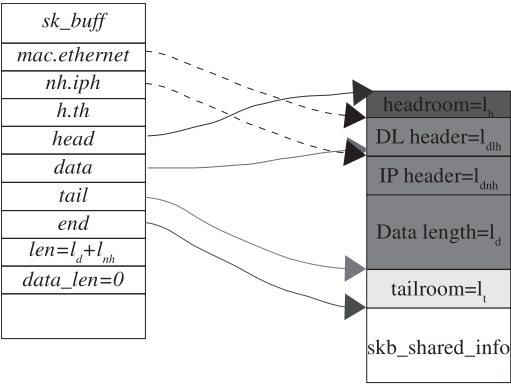 sk_buff
mac.ethernet
nh.iph
h.th
head
data
tail
end
len=l_d+l_nh
data_len=0
headroom=l_h
DL header=l_dlh
IP header=l_dnh
Data length=l_d
tailroom=l_t
skb_shared_info